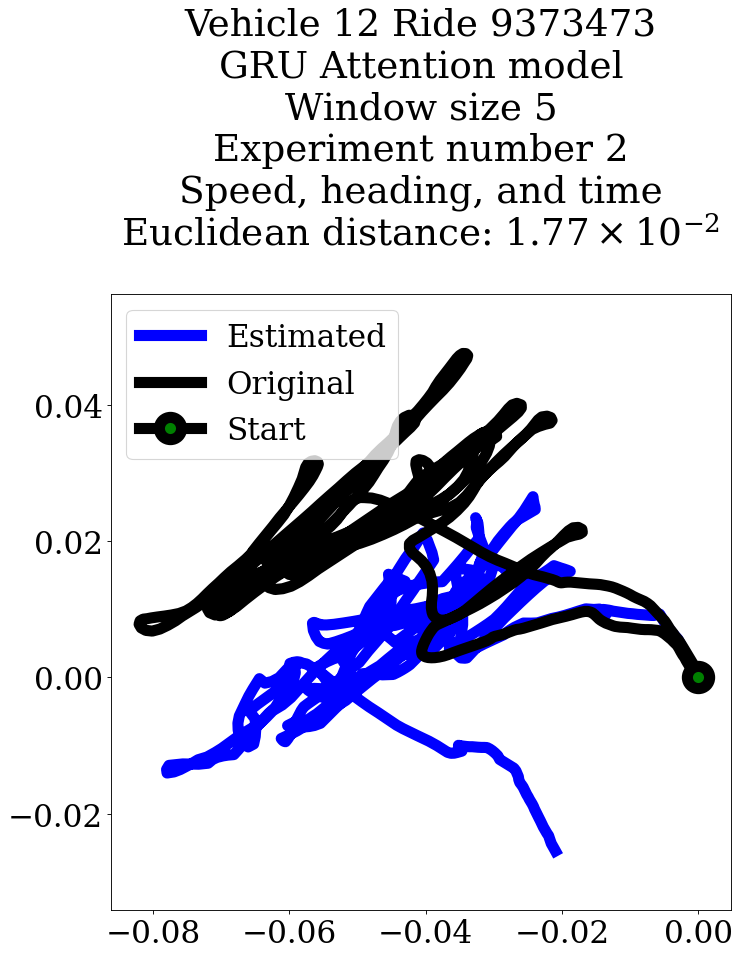 Vehicle 12 Ride 9373473
GRU Attention model
Window size 5
Experiment number 2
Speed, heading, and time
Euclidean distance: 1.77 × 10⁻²
Estimated
Original
Start
0.04
0.02
0.00
−0.02
−0.08
−0.06
−0.04
−0.02
0.00